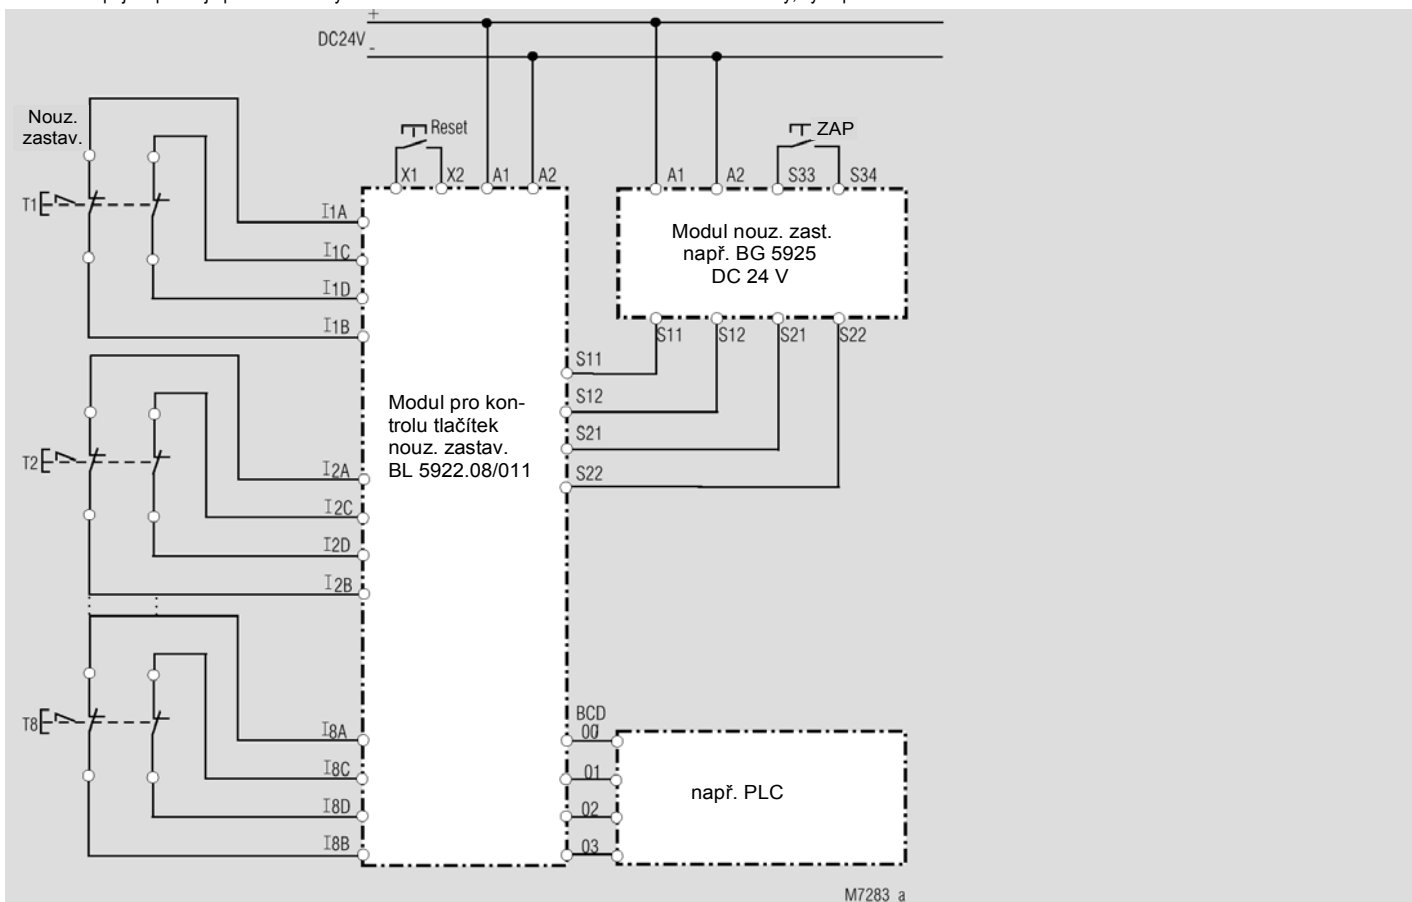 +
DC24V
-
Nouz.
zastav.
Reset
ZAP
X1 X2 A1 A2
A1 A2 S33 S34
T1
I1A
I1C
I1D
I1B
Modul nouz. zast.
např. BG 5925
DC 24 V
S11 S12 S21 S22
S11
S12
S21
S22
Modul pro kon-
trolu tlačítek
nouz. zastav.
BL 5922.08/011
T2
I2A
I2C
I2D
I2B
T8
I8A
I8C
I8D
I8B
BCD
00
01
02
03
např. PLC
M7283 a